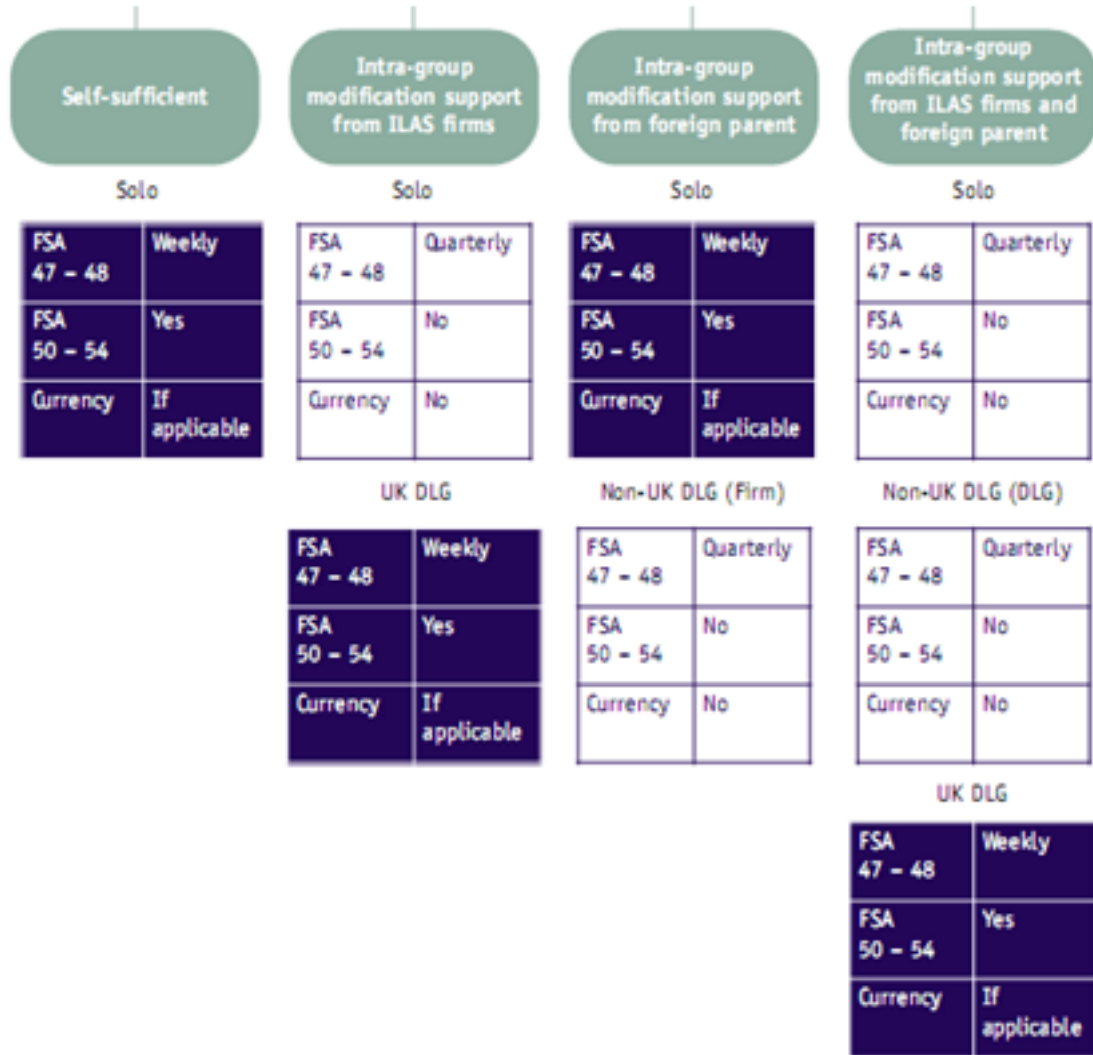 Self-sufficient
Intra-group
modification support
from ILAS firms
Intra-group
modification support
from foreign parent
Intra-group
modification support
from ILAS firms and
foreign parent
Solo
Solo
Solo
Solo
FSA
47 – 48
Weekly
FSA
50 – 54
Yes
Currency
If
applicable
FSA
47 – 48
Quarterly
FSA
50 – 54
No
Currency
No
FSA
47 – 48
Weekly
FSA
50 – 54
Yes
Currency
If
applicable
FSA
47 – 48
Quarterly
FSA
50 – 54
No
Currency
No
UK DLG
Non-UK DLG (Firm)
Non-UK DLG (DLG)
FSA
47 – 48
Weekly
FSA
50 – 54
Yes
Currency
If
applicable
FSA
47 – 48
Quarterly
FSA
50 – 54
No
Currency
No
FSA
47 – 48
Quarterly
FSA
50 – 54
No
Currency
No
UK DLG
FSA
47 – 48
Weekly
FSA
50 – 54
Yes
Currency
If
applicable